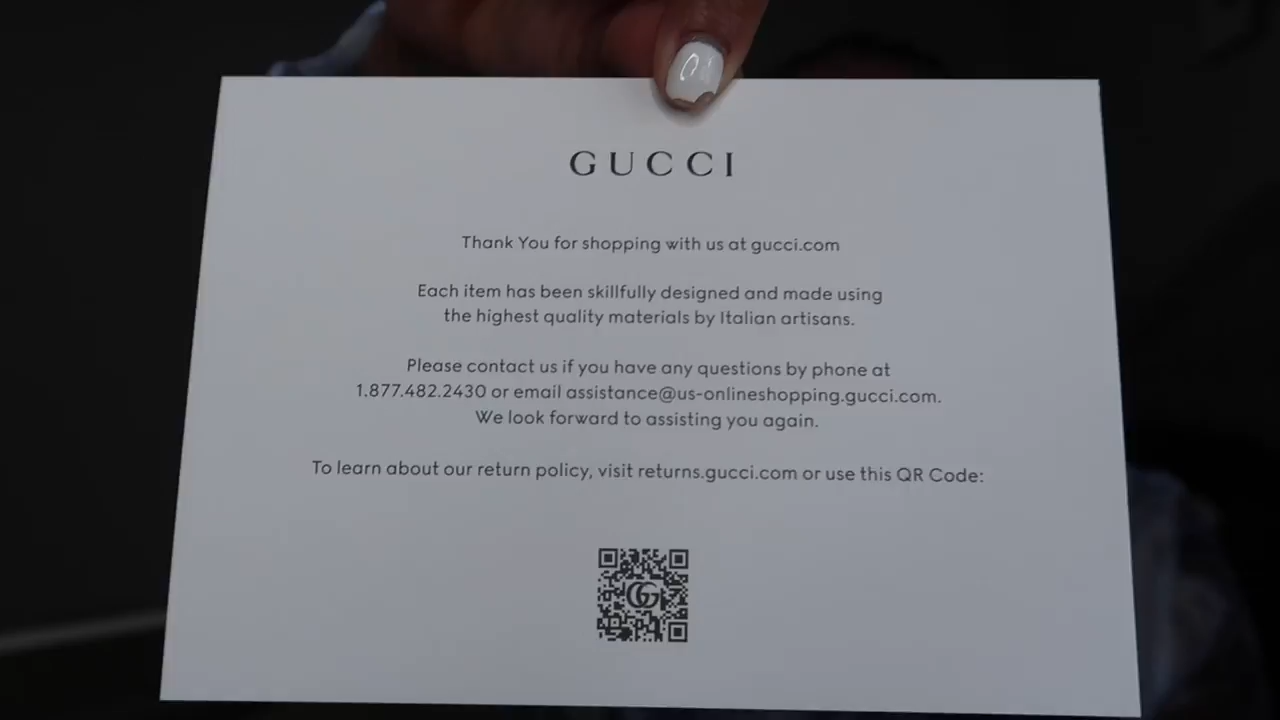 GUCCI
Thank You for shopping with us at gucci.com
Each item has been skillfully designed and made using
the highest quality materials by Italian artisans.
Please contact us if you have any questions by phone at
1.877.482.2430 or email assistance@us-onlineshopping.gucci.com.
We look forward to assisting you again.
To learn about our return policy, visit returns.gucci.com or use this QR Code:
GG